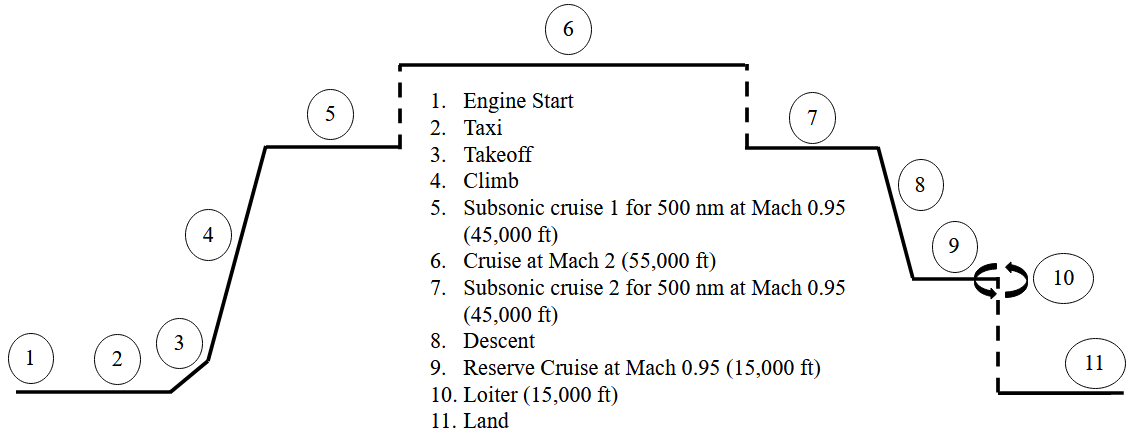 6
1. Engine Start
2. Taxi
3. Takeoff
4. Climb
5. Subsonic cruise 1 for 500 nm at Mach 0.95
(45,000 ft)
6. Cruise at Mach 2 (55,000 ft)
7. Subsonic cruise 2 for 500 nm at Mach 0.95
(45,000 ft)
8. Descent
9. Reserve Cruise at Mach 0.95 (15,000 ft)
10. Loiter (15,000 ft)
11. Land
5
7
8
4
9
10
3
1
2
11